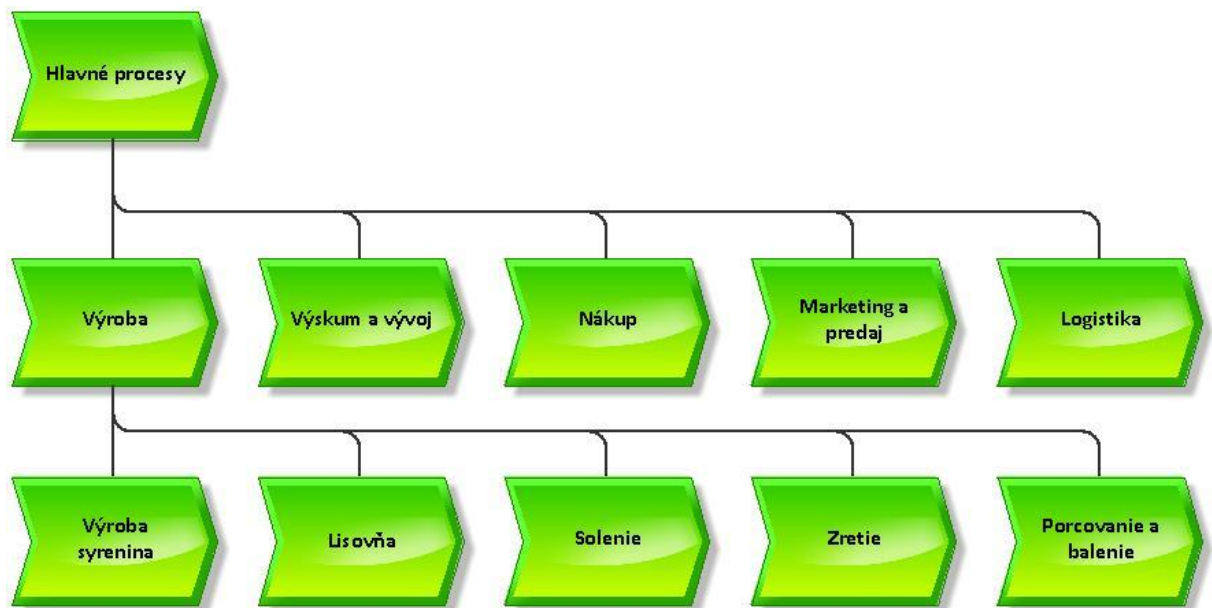 Hlavné procesy
Výroba
Výskum a vývoj
Nákup
Marketing a
predaj
Logistika
Výroba
syrenina
Lisovňa
Solenie
Zretie
Porcovanie a
balenie